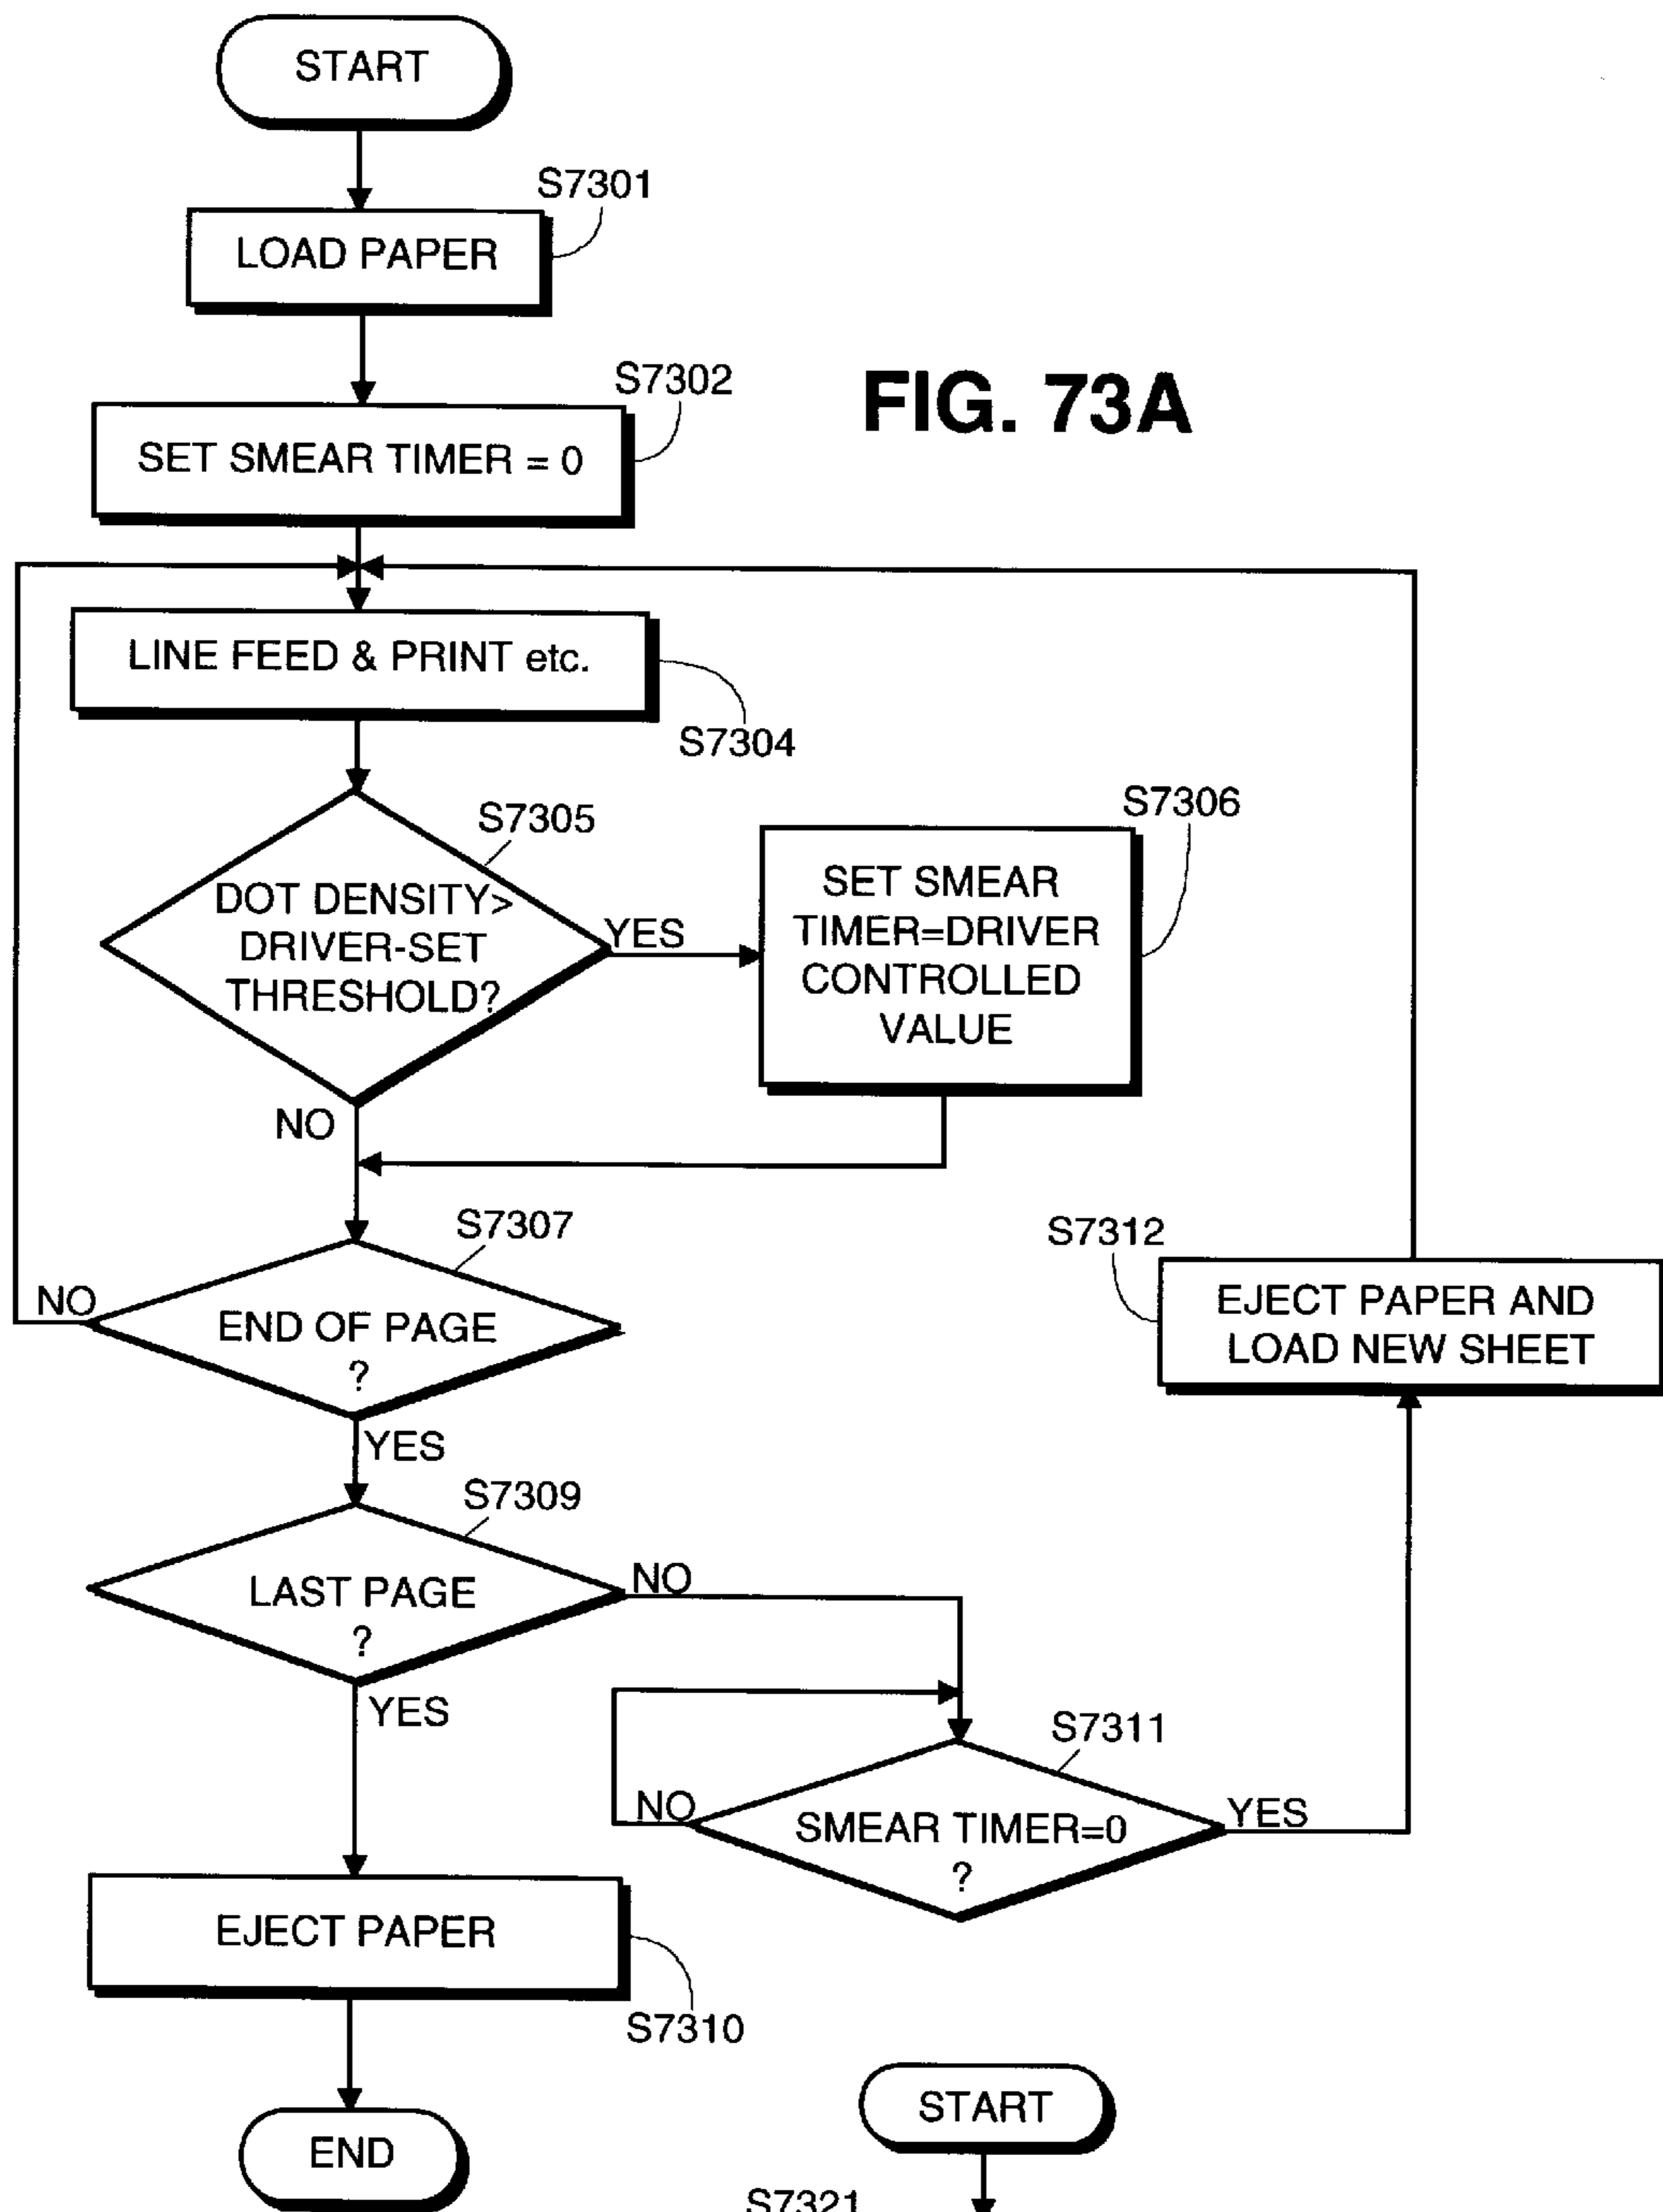 START
S7301
LOAD PAPER
FIG. 73A
S7302
SET SMEAR TIMER = 0
LINE FEED & PRINT etc.
S7304
S7305
DOT DENSITY>
DRIVER-SET
THRESHOLD?
YES
S7306
SET SMEAR
TIMER=DRIVER
CONTROLLED
VALUE
NO
S7307
NO
END OF PAGE
?
YES
S7312
EJECT PAPER AND
LOAD NEW SHEET
S7309
LAST PAGE
?
NO
YES
S7311
NO
SMEAR TIMER=0
?
YES
EJECT PAPER
S7310
END
START
S7321